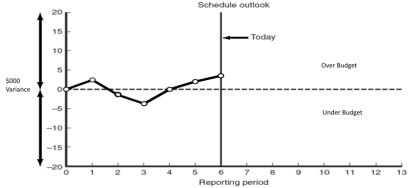 Schedule outlook
20
15
Today
10
Over Budget
5
$000
Variance
0
−5
Under Budget
−10
−15
−20
0 1 2 3 4 5 6 7 8 9 10 11 12 13
Reporting period